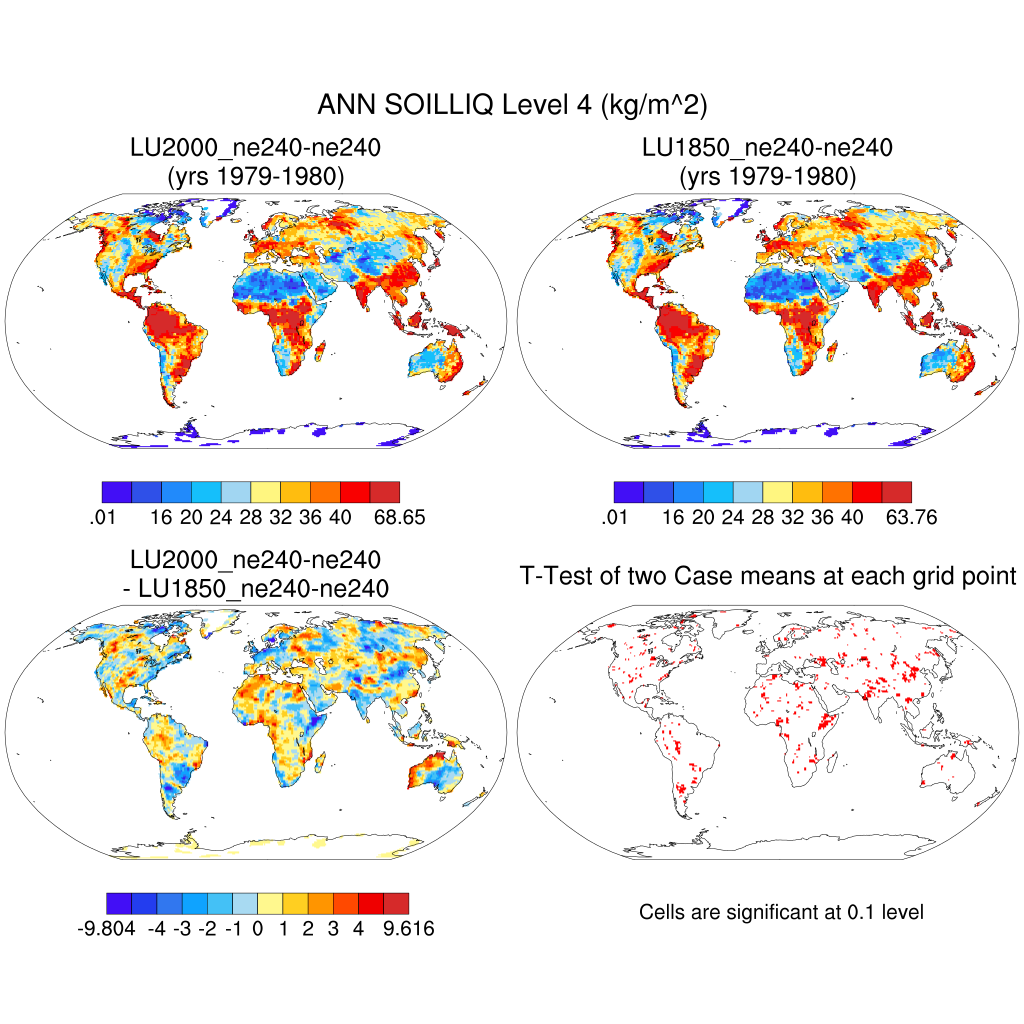 ANN SOILLIQ Level 4 (kg/m^2)
LU2000_ne240-ne240
(yrs 1979-1980)
LU1850_ne240-ne240
(yrs 1979-1980)
.01 16 20 24 28 32 36 40 68.65
.01 16 20 24 28 32 36 40 63.76
LU2000_ne240-ne240
- LU1850_ne240-ne240
T-Test of two Case means at each grid point
-9.804 -4 -3 -2 -1 0 1 2 3 4 9.616
Cells are significant at 0.1 level